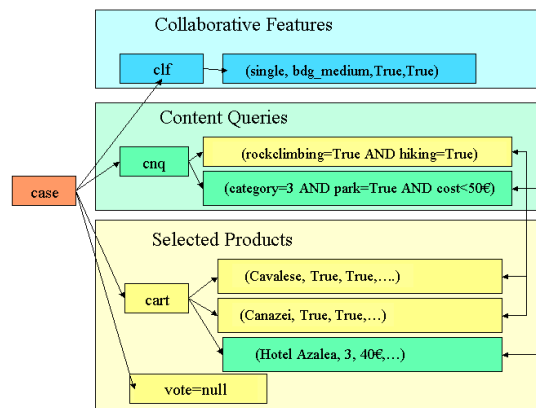 Collaborative Features
clf
(single, bdg_medium,True,True)
Content Queries
cnq
(rockclimbing=True AND hiking=True)
(category=3 AND park=True AND cost<50€)
case
Selected Products
cart
(Cavalese, True, True,….)
(Canazei, True, True,…)
(Hotel Azalea, 3, 40€,…)
vote=null